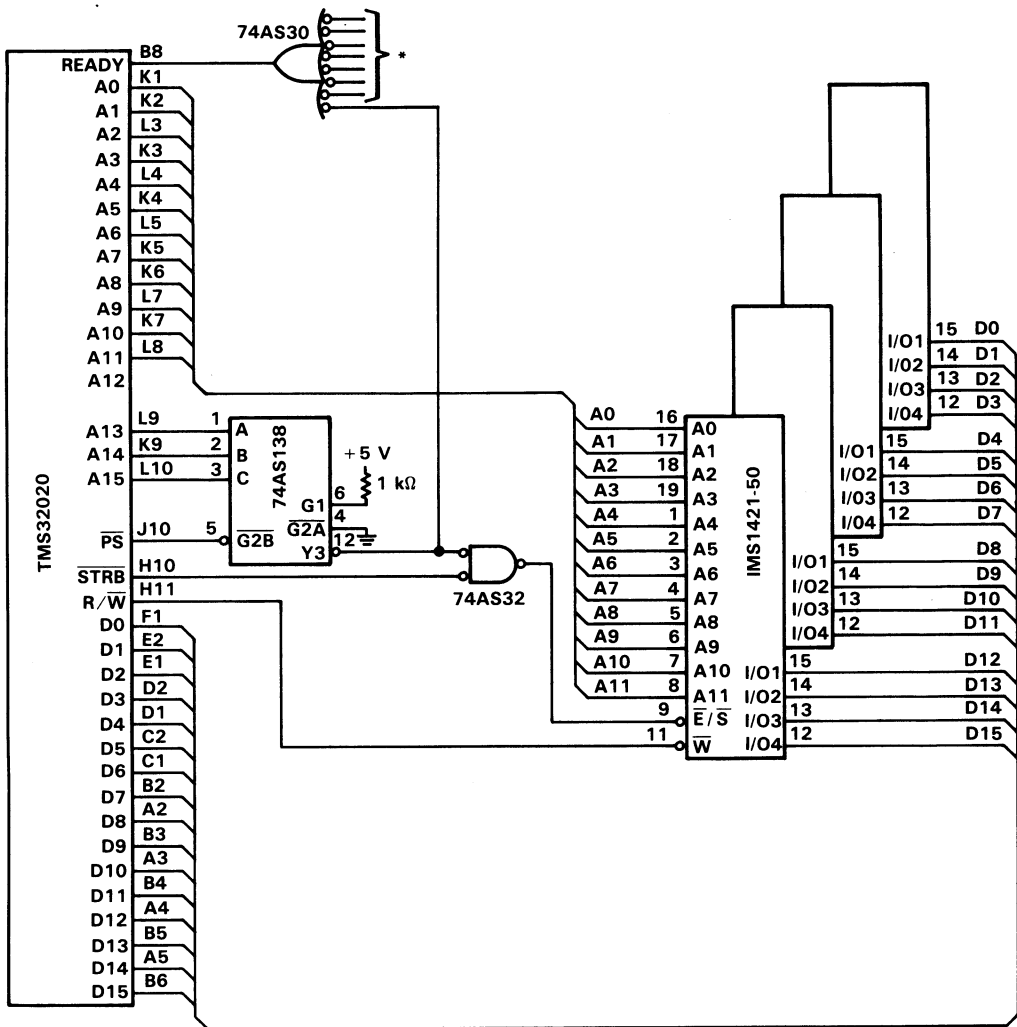 74AS30
*
TMS32020
READY B8
A0 K1
A1 K2
A2 L3
A3 K3
A4 L4
A5 K4
A6 L5
A7 K5
A8 K6
A9 L7
A10 K7
A11 L8
A12
A13 L9
A14 K9
A15 L10
PS J10
STRB H10
R/W H11
D0 F1
D1 E2
D2 E1
D3 D2
D4 D1
D5 C2
D6 C1
D7 B2
D8 A2
D9 B3
D10 A3
D11 B4
D12 A4
D13 B5
D14 A5
D15 B6
74AS138
1 A
2 B
3 C
5 G2B
G1 6
G2A 4
Y3 12
+5 V
1 kΩ
74AS32
IMS1421-50
A0 16 A0
A1 17 A1
A2 18 A2
A3 19 A3
A4 1 A4
A5 2 A5
A6 3 A6
A7 4 A7
A8 5 A8
A9 6 A9
A10 7 A10
A11 8 A11
9 E/S
11 W
I/O1 15 D0
I/O2 14 D1
I/O3 13 D2
I/O4 12 D3
I/O1 15 D4
I/O2 14 D5
I/O3 13 D6
I/O4 12 D7
I/O1 15 D8
I/O2 14 D9
I/O3 13 D10
I/O4 12 D11
I/O1 15 D12
I/O2 14 D13
I/O3 13 D14
I/O4 12 D15